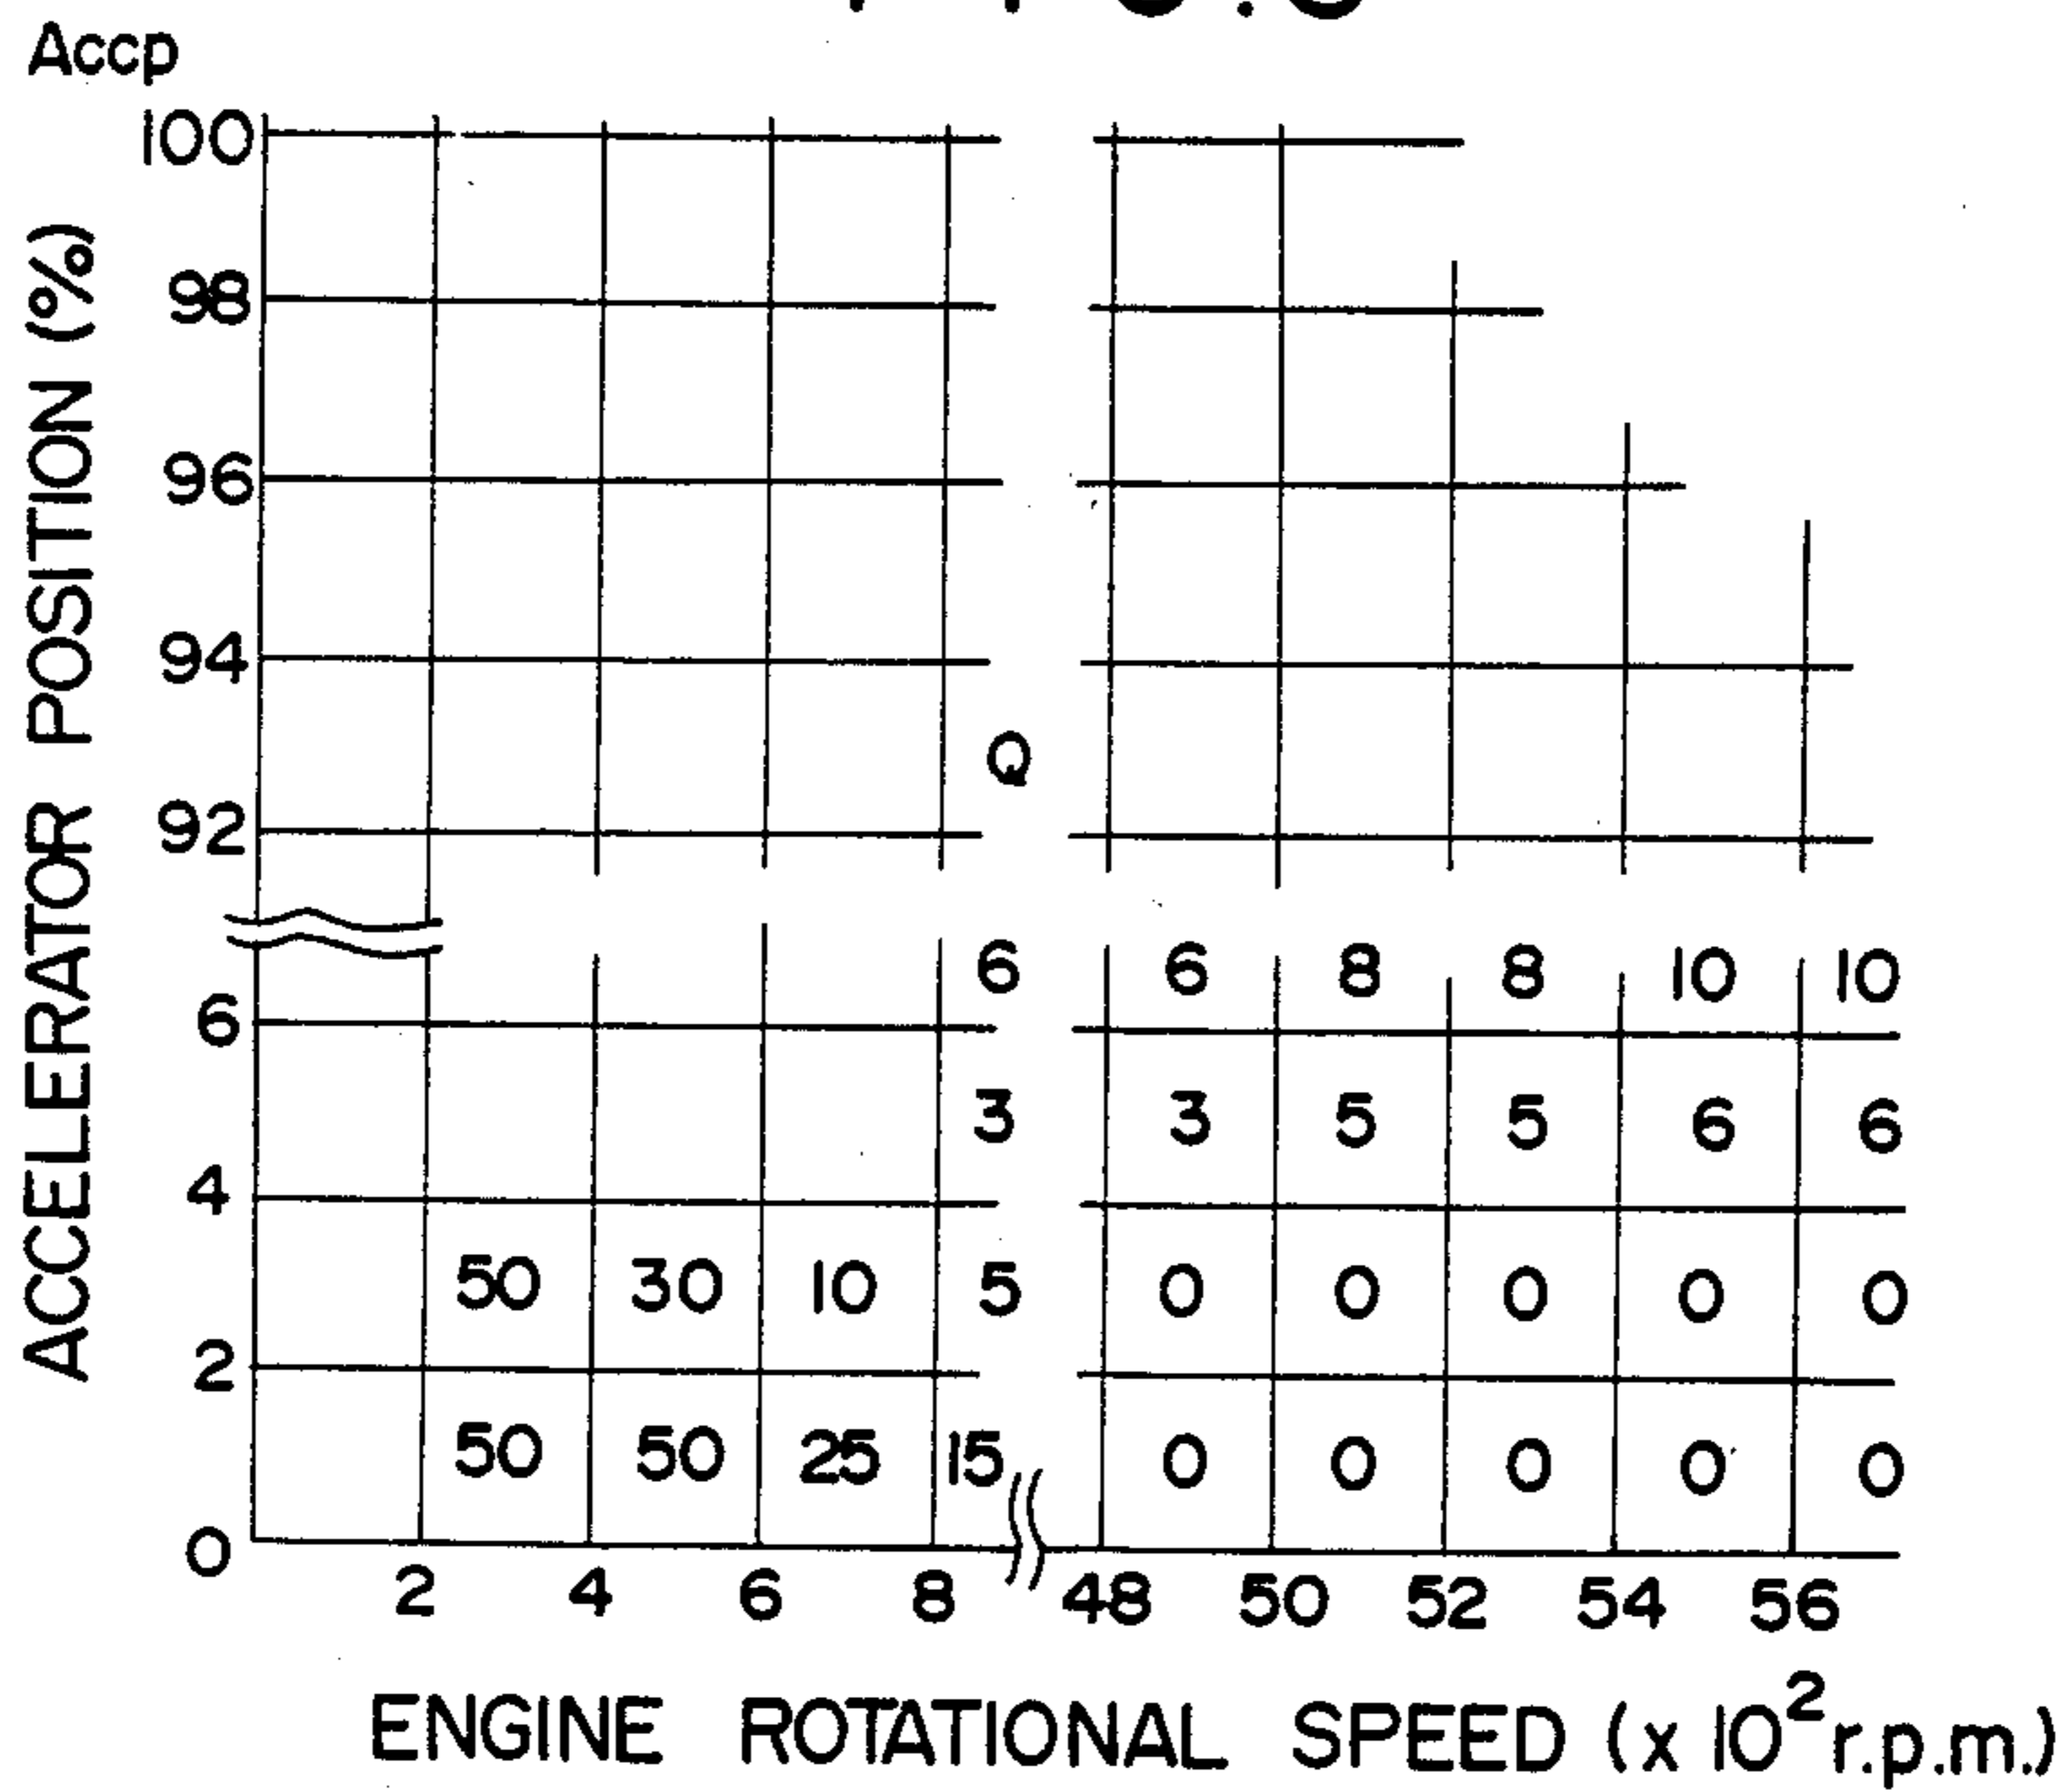 Accp
100
98
96
94
Q
92
6 6 8 8 10 10
6
3 3 5 5 6 6
4
50 30 10 5 0 0 0 0 0
2
50 50 25 15 0 0 0 0 0
0
2 4 6 8 48 50 52 54 56
ACCELERATOR POSITION (%)
ENGINE ROTATIONAL SPEED (x 10² r.p.m.)